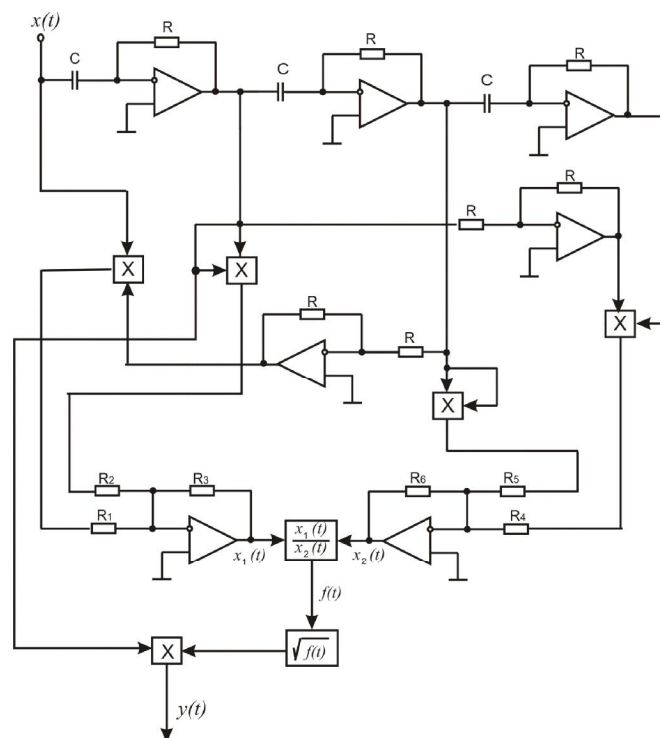 x(t)
R
R
R
C
C
C
R
R
X
X
R
R
X
X
R2
R3
R6
R5
R1
R4
x1(t)
x1(t)
x2(t)
x2(t)
f(t)
X
√f(t)
y(t)